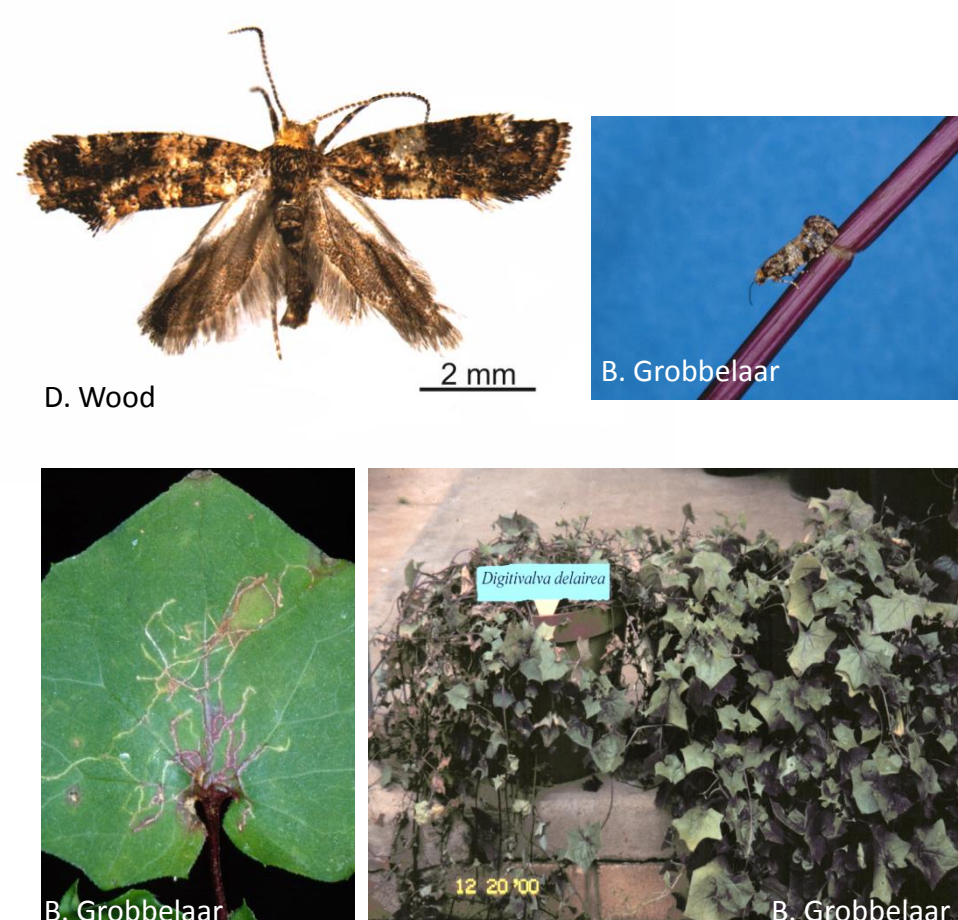 2 mm
D. Wood
B. Grobbelaar
Digitivalva delairea
12 20 '00
B. Grobbelaar
B. Grobbelaar